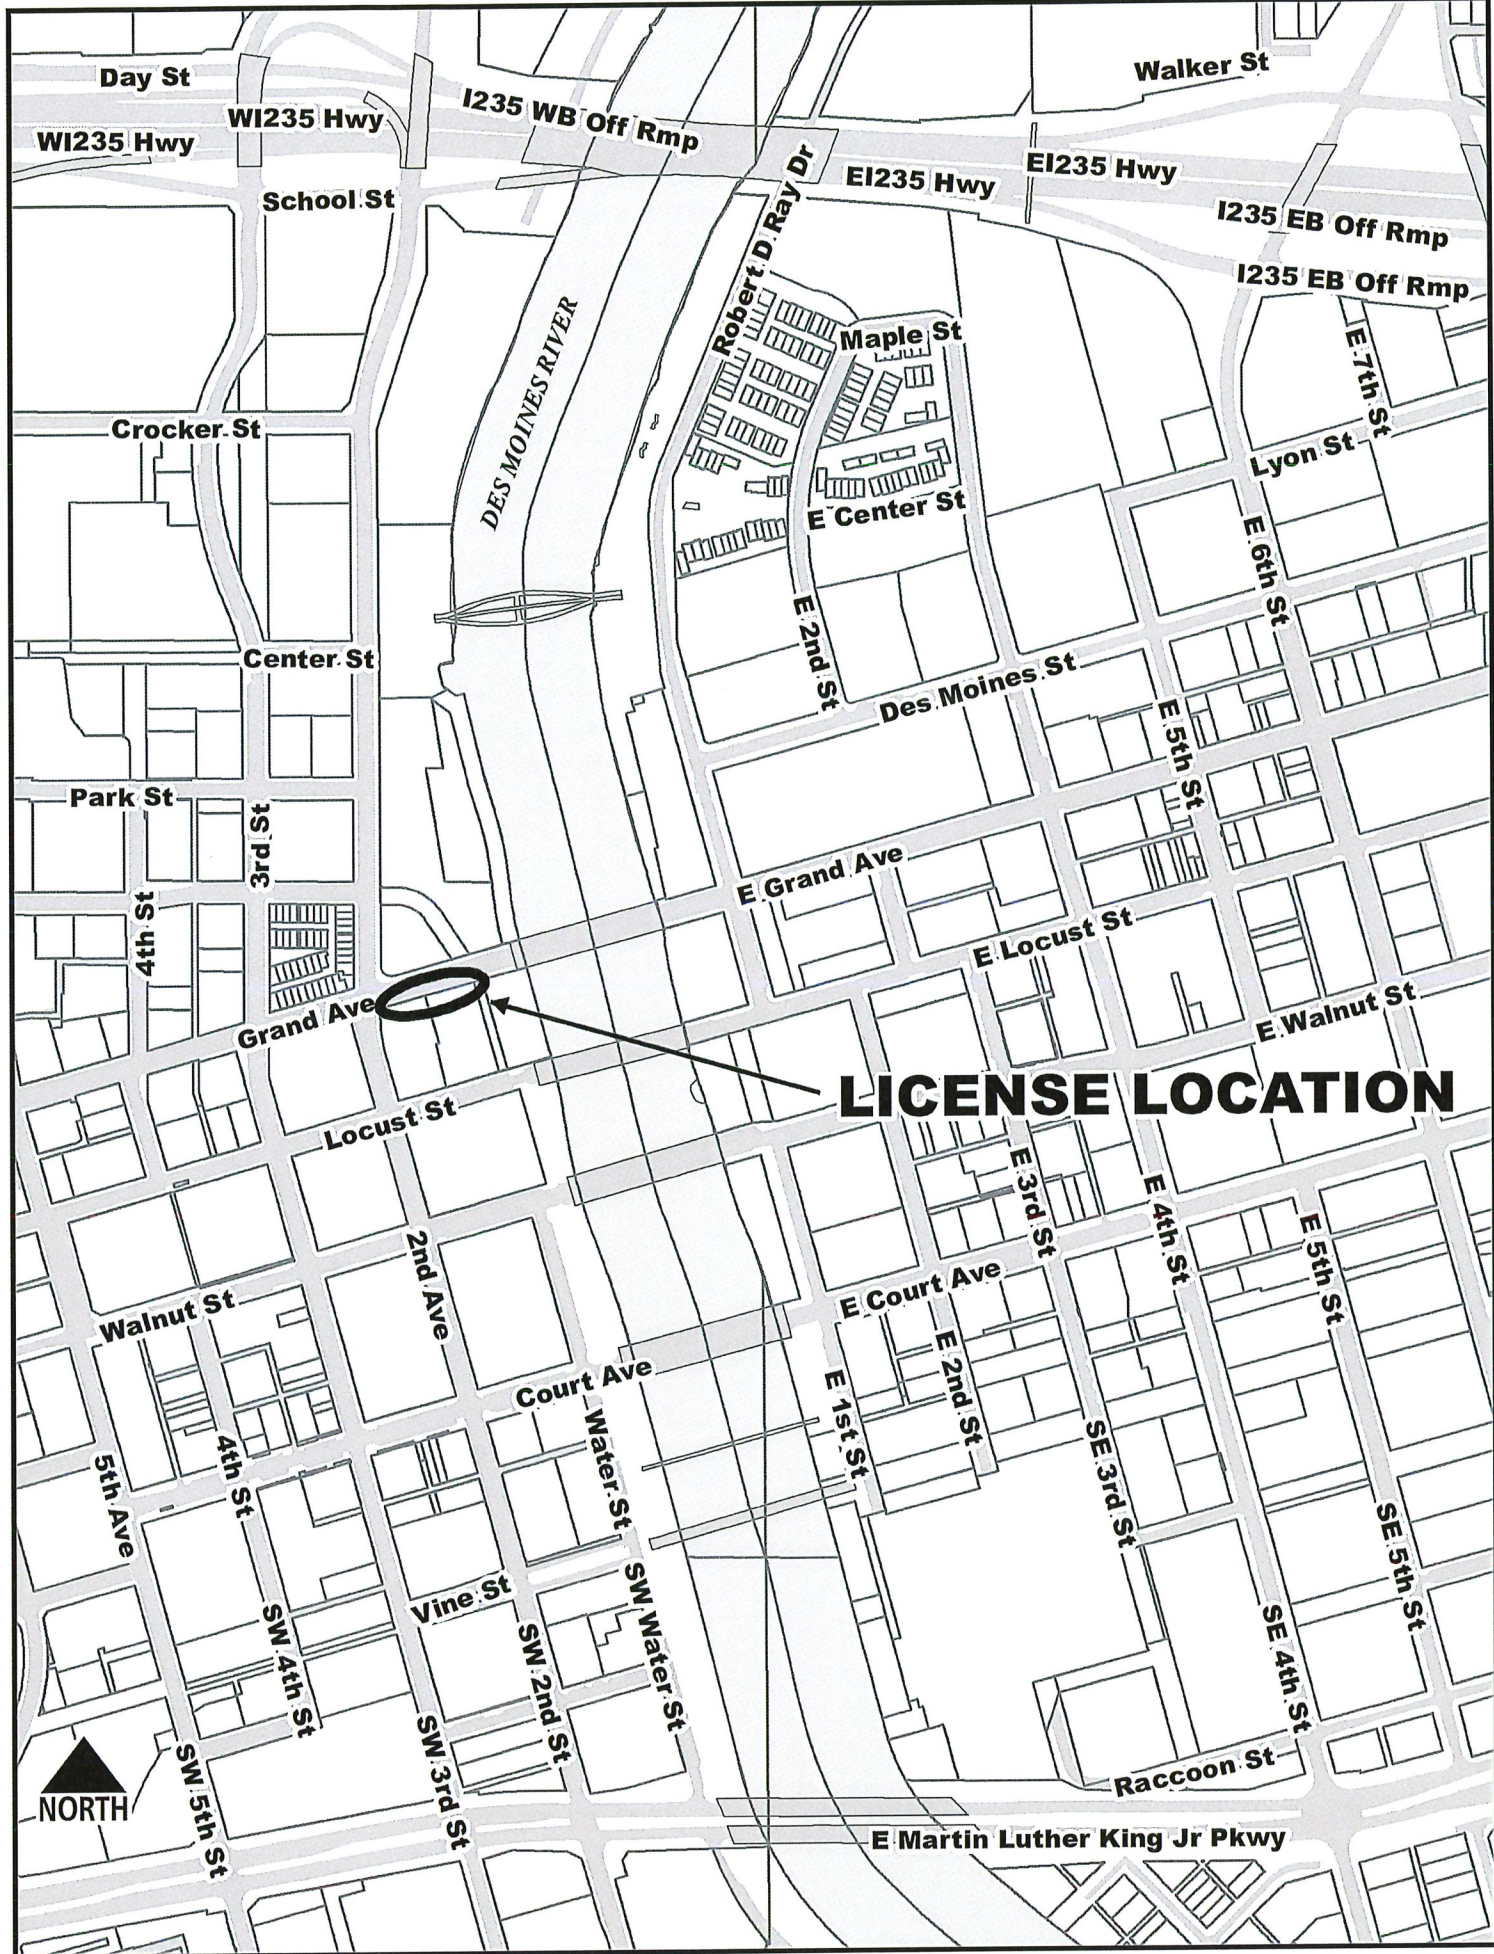 Day St
Walker St
I235 WB Off Rmp
WI235 Hwy
WI235 Hwy
EI235 Hwy
EI235 Hwy
School St
I235 EB Off Rmp
I235 EB Off Rmp
Robert D Ray Dr
DES MOINES RIVER
Maple St
E 7th St
Crocker St
Lyon St
E Center St
E 6th St
E 2nd St
Center St
Des Moines St
E 5th St
Park St
3rd St
E Grand Ave
4th St
E Locust St
Grand Ave
E Walnut St
LICENSE LOCATION
Locust St
E 3rd St
E 4th St
E 5th St
2nd Ave
E Court Ave
Walnut St
E 2nd St
Court Ave
E 1st St
Water St
4th St
5th Ave
SE 3rd St
SE 5th St
Vine St
SW Water St
SW 4th St
SW 2nd St
SE 4th St
SW 3rd St
SW 5th St
Raccoon St
NORTH
E Martin Luther King Jr Pkwy